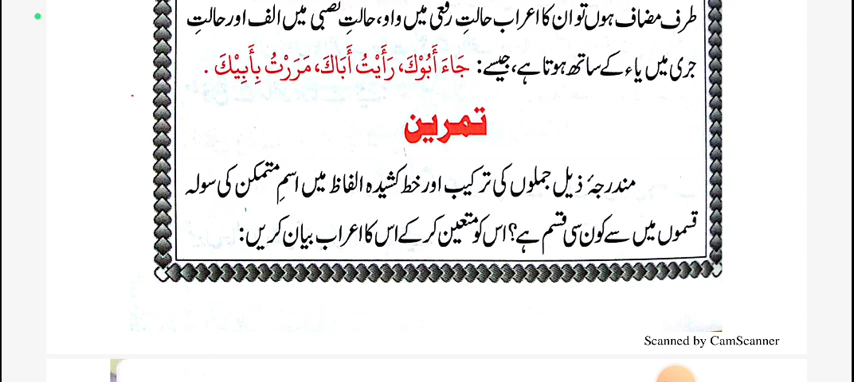 طرف مضاف ہوں تو ان کا اعراب حالتِ رفعی میں واو، حالتِ نصبی میں الف اور حالتِ
جری میں یاء کے ساتھ ہوتا ہے، جیسے: جَاءَ أَبُوْكَ، رَأَيْتُ أَبَاكَ، مَرَرْتُ بِأَبِيْكَ .
تمرین
مندرجۂ ذیل جملوں کی ترکیب اور خط کشیدہ الفاظ میں اسمِ متمکن کی سولہ
قسموں میں سے کون سی قسم ہے؟ اس کو متعین کر کے اس کا اعراب بیان کریں:
Scanned by CamScanner